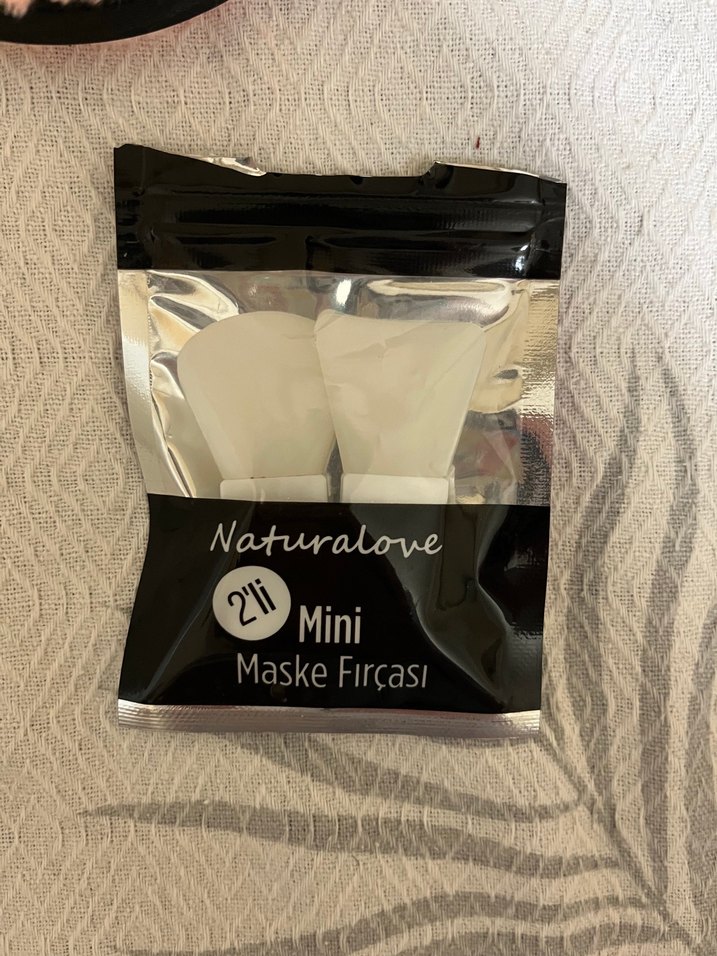 Naturalove
2'li
Mini
Maske Fırçası